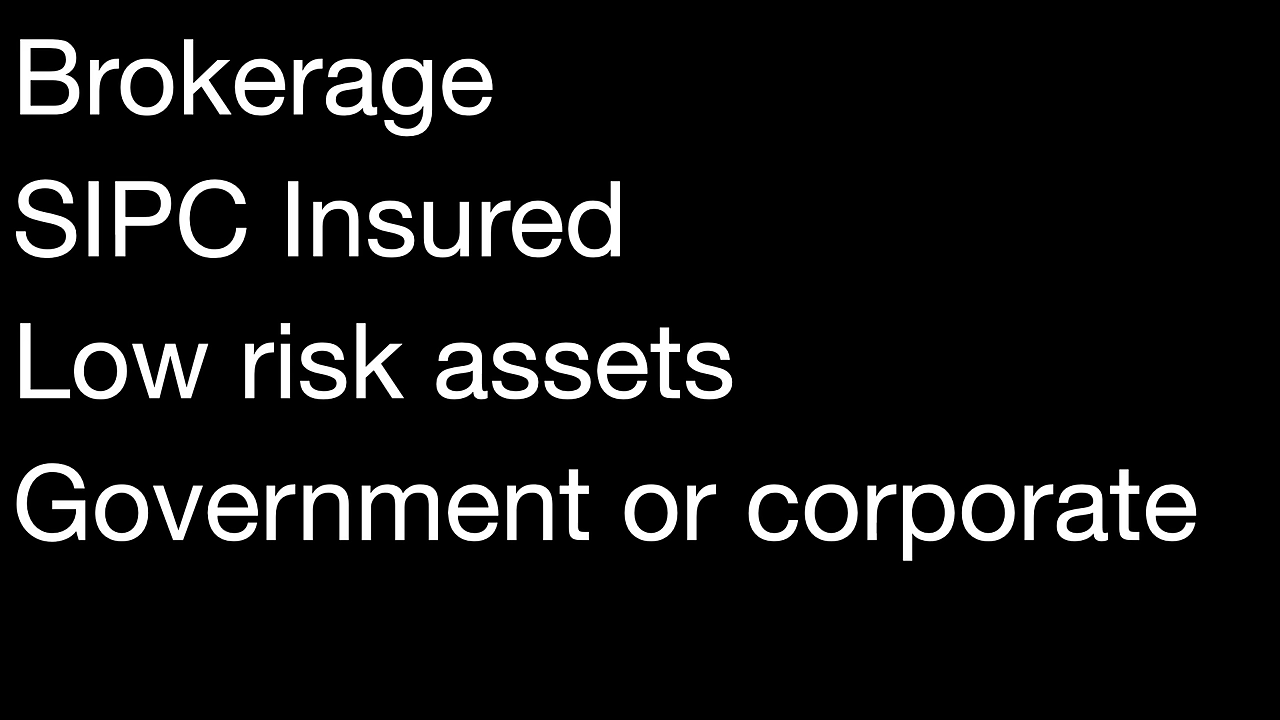 Brokerage
SIPC Insured
Low risk assets
Government or corporate